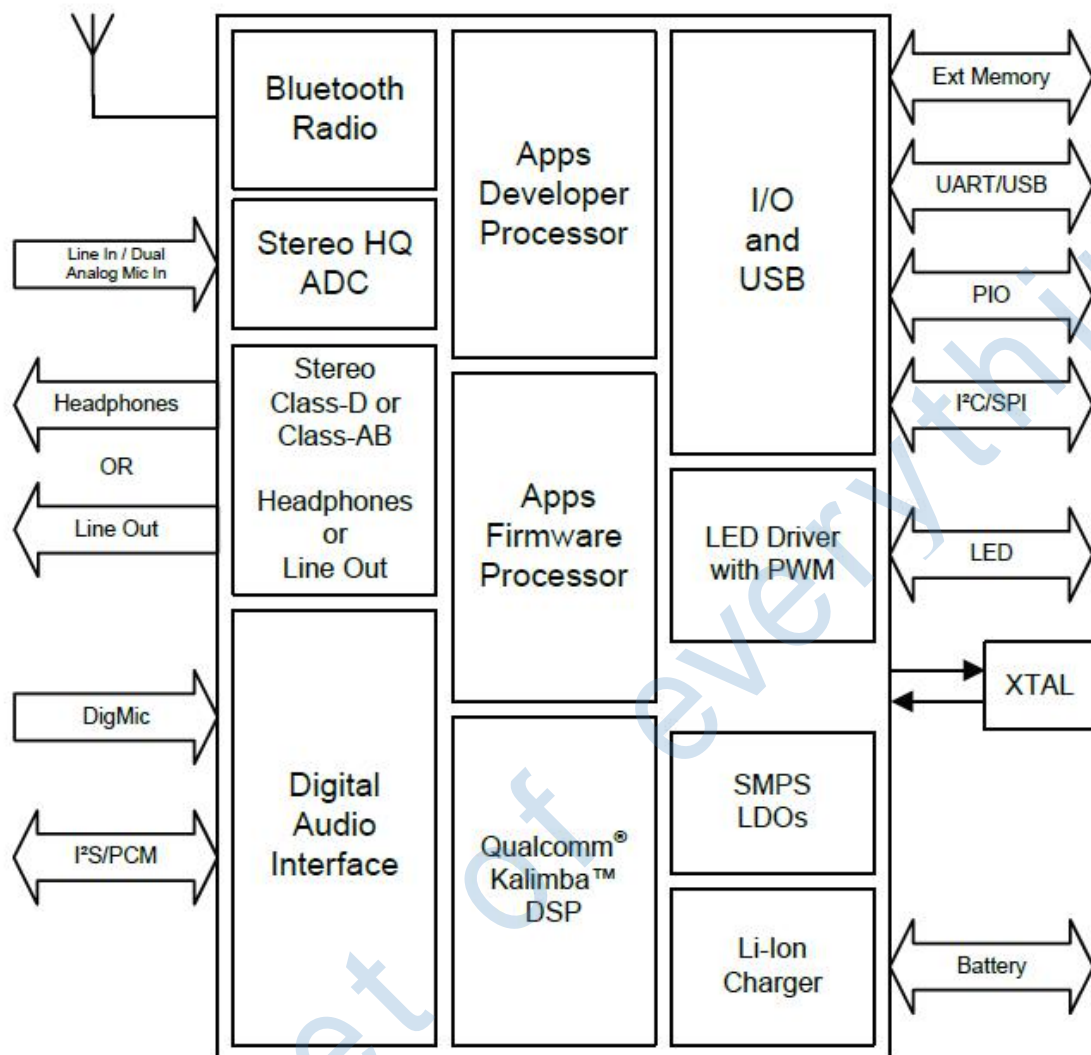 Bluetooth
Radio
Apps
Developer
Processor
I/O
and
USB
Ext Memory
UART/USB
Line In / Dual
Analog Mic In
Stereo HQ
ADC
PIO
Headphones
OR
Line Out
Stereo
Class-D or
Class-AB
Headphones
or
Line Out
Apps
Firmware
Processor
I²C/SPI
LED Driver
with PWM
LED
XTAL
DigMic
I²S/PCM
Digital
Audio
Interface
Qualcomm®
Kalimba™
DSP
SMPS
LDOs
Li-Ion
Charger
Battery
et of everythi